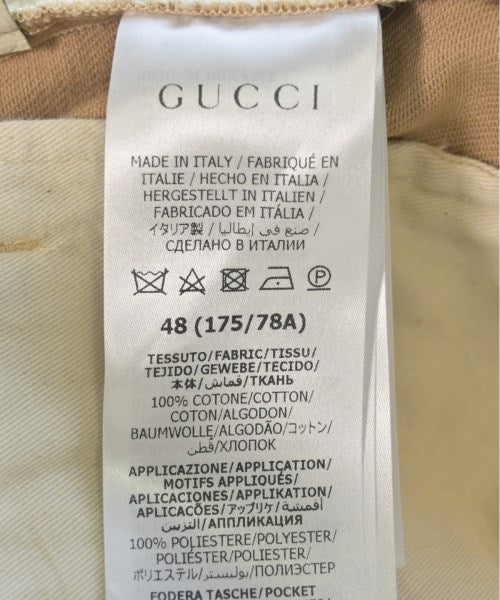 GUCCI
MADE IN ITALY / FABRIQUÉ EN
ITALIE / HECHO EN ITALIA /
HERGESTELLT IN ITALIEN /
FABRICADO EM ITÁLIA /
イタリア製 / صنع في إيطاليا /
СДЕЛАНО В ИТАЛИИ
P
48 (175/78A)
TESSUTO/FABRIC/TISSU/
TEJIDO/GEWEBE/TECIDO/
本体/قماش/ТКАНЬ
100% COTONE/COTTON/
COTON/ALGODON/
BAUMWOLLE/ALGODÃO/コットン/
قطن/ХЛОПОК
APPLICAZIONE/APPLICATION/
MOTIFS APPLIQUÉS/
APLICACIONES/APPLIKATION/
APLICAÇÕES/アップリケ/أقمشة
التزيين/АППЛИКАЦИЯ
100% POLIESTERE/POLYESTER/
POLIÉSTER/POLIESTER/
ポリエステル/بوليستر/ПОЛИЭСТЕР
FODERA TASCHE/POCKET